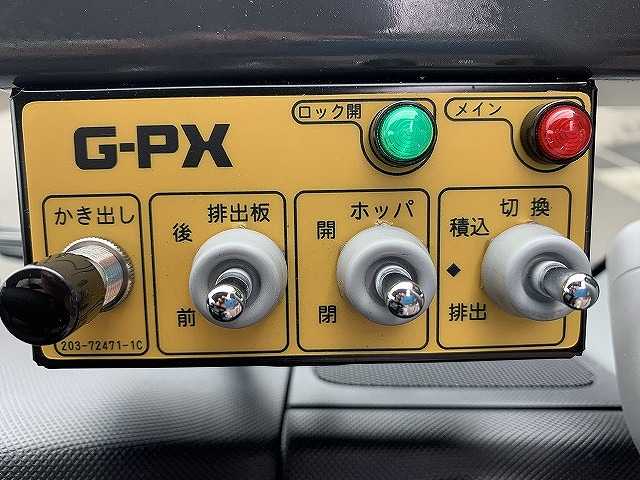 G-PX
ロック開
メイン
かき出し
後
排出板
前
開
ホッパ
閉
切換
積込
◆
排出
203-72471-1C